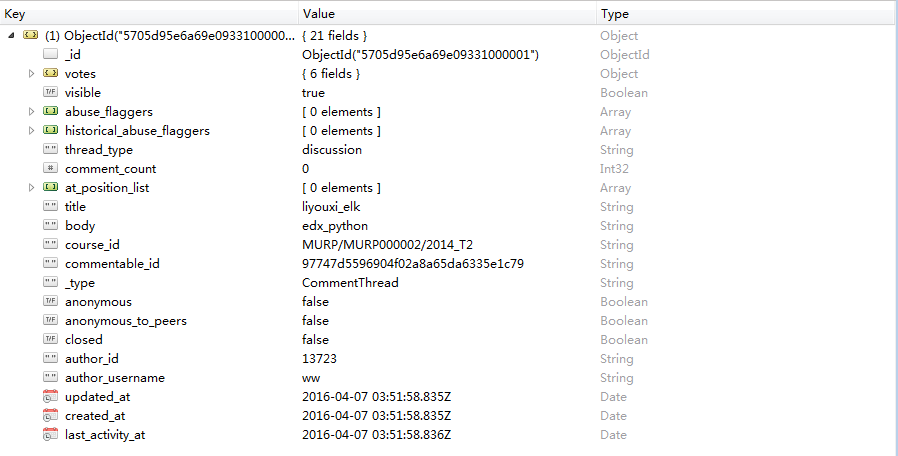 Key Value Type
(1) ObjectId("5705d95e6a69e0933100000... { 21 fields } Object
_id ObjectId("5705d95e6a69e09331000001") ObjectId
votes { 6 fields } Object
T/F visible true Boolean
abuse_flaggers [ 0 elements ] Array
historical_abuse_flaggers [ 0 elements ] Array
"" thread_type discussion String
# comment_count 0 Int32
at_position_list [ 0 elements ] Array
"" title liyouxi_elk String
"" body edx_python String
"" course_id MURP/MURP000002/2014_T2 String
"" commentable_id 97747d5596904f02a8a65da6335e1c79 String
"" _type CommentThread String
T/F anonymous false Boolean
T/F anonymous_to_peers false Boolean
T/F closed false Boolean
"" author_id 13723 String
"" author_username ww String
updated_at 2016-04-07 03:51:58.835Z Date
created_at 2016-04-07 03:51:58.835Z Date
last_activity_at 2016-04-07 03:51:58.836Z Date